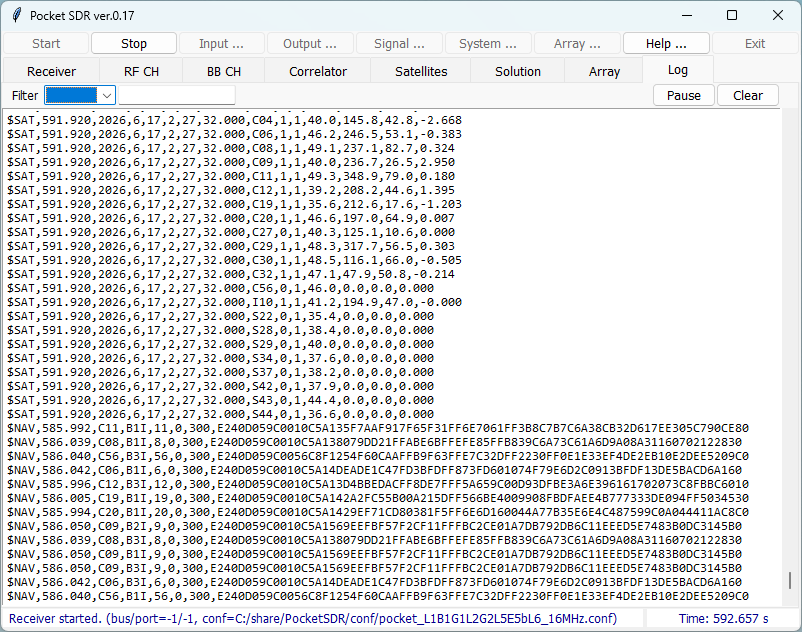 Pocket SDR ver.0.17
Start Stop Input ... Output ... Signal ... System ... Array ... Help ... Exit
Receiver RF CH BB CH Correlator Satellites Solution Array Log
Filter Pause Clear
$SAT,591.920,2026,6,17,2,27,32.000,C04,1,1,40.0,145.8,42.8,-2.668
$SAT,591.920,2026,6,17,2,27,32.000,C06,1,1,46.2,246.5,53.1,-0.383
$SAT,591.920,2026,6,17,2,27,32.000,C08,1,1,49.1,237.1,82.7,0.324
$SAT,591.920,2026,6,17,2,27,32.000,C09,1,1,40.0,236.7,26.5,2.950
$SAT,591.920,2026,6,17,2,27,32.000,C11,1,1,49.3,348.9,79.0,0.180
$SAT,591.920,2026,6,17,2,27,32.000,C12,1,1,39.2,208.2,44.6,1.395
$SAT,591.920,2026,6,17,2,27,32.000,C19,1,1,35.6,212.6,17.6,-1.203
$SAT,591.920,2026,6,17,2,27,32.000,C20,1,1,46.6,197.0,64.9,0.007
$SAT,591.920,2026,6,17,2,27,32.000,C27,0,1,40.3,125.1,10.6,0.000
$SAT,591.920,2026,6,17,2,27,32.000,C29,1,1,48.3,317.7,56.5,0.303
$SAT,591.920,2026,6,17,2,27,32.000,C30,1,1,48.5,116.1,66.0,-0.505
$SAT,591.920,2026,6,17,2,27,32.000,C32,1,1,47.1,47.9,50.8,-0.214
$SAT,591.920,2026,6,17,2,27,32.000,C56,0,1,46.0,0.0,0.0,0.000
$SAT,591.920,2026,6,17,2,27,32.000,I10,1,1,41.2,194.9,47.0,-0.000
$SAT,591.920,2026,6,17,2,27,32.000,S22,0,1,35.4,0.0,0.0,0.000
$SAT,591.920,2026,6,17,2,27,32.000,S28,0,1,38.4,0.0,0.0,0.000
$SAT,591.920,2026,6,17,2,27,32.000,S29,0,1,40.3,0.0,0.0,0.000
$SAT,591.920,2026,6,17,2,27,32.000,S34,0,1,37.6,0.0,0.0,0.000
$SAT,591.920,2026,6,17,2,27,32.000,S37,0,1,38.2,0.0,0.0,0.000
$SAT,591.920,2026,6,17,2,27,32.000,S42,0,1,37.9,0.0,0.0,0.000
$SAT,591.920,2026,6,17,2,27,32.000,S43,0,1,44.4,0.0,0.0,0.000
$SAT,591.920,2026,6,17,2,27,32.000,S44,0,1,36.6,0.0,0.0,0.000
$NAV,585.992,C11,B1I,11,0,300,E240D059C0010C5A135F7AAF917F65F31FF6E7061FF3B8C7B7C6A38CB32D617EE305C790CE80
$NAV,586.039,C08,B1I,8,0,300,E240D059C0010C5A138079DD21FFABE6BFFFEFE85FFB839C6A73C61A6D9A08A31160702122830
$NAV,586.040,C56,B3I,56,0,300,E240D059C0056C8F1254F60CAAFFB9F63FFE7C32DFF2230FF0E1E33EF4DE2EB10E2DEE5209C0
$NAV,586.042,C06,B1I,6,0,300,E240D059C0010C5A14DEADE1C47FD3BFDFF873FD601074F79E6D2C0913BFDF13DE5BACD6A160
$NAV,585.996,C12,B3I,12,0,300,E240D059C0010C5A13D4BBEDACFF8DE7FFF5A659C00D93DFBE3A6E396161702073C8FBBC6010
$NAV,586.005,C19,B1I,19,0,300,E240D059C0010C5A142A2FC55B00A215DFF566BE4009908FBDFAEE4B777333DE094FF5034530
$NAV,585.994,C20,B1I,20,0,300,E240D059C0010C5A1429EF71CD80381F5FF6E6D160044A77B35E6E4C487599C0A044411AC8C0
$NAV,586.050,C09,B2I,9,0,300,E240D059C0010C5A1569EEFBF57F2CF11FFFBC2CE01A7DB792DB6C11EEED5E7483B0DC3145B0
$NAV,586.039,C08,B3I,8,0,300,E240D059C0010C5A138079DD21FFABE6BFFFEFE85FFB839C6A73C61A6D9A08A31160702122830
$NAV,586.050,C09,B1I,9,0,300,E240D059C0010C5A1569EEFBF57F2CF11FFFBC2CE01A7DB792DB6C11EEED5E7483B0DC3145B0
$NAV,586.050,C09,B3I,9,0,300,E240D059C0010C5A1569EEFBF57F2CF11FFFBC2CE01A7DB792DB6C11EEED5E7483B0DC3145B0
$NAV,586.042,C06,B3I,6,0,300,E240D059C0010C5A14DEADE1C47FD3BFDFF873FD601074F79E6D2C0913BFDF13DE5BACD6A160
$NAV,586.040,C56,B1I,56,0,300,E240D059C0056C8F1254F60CAAFFB9F63FFE7C32DFF2230FF0E1E33EF4DE2EB10E2DEE5209C0
Receiver started. (bus/port=-1/-1, conf=C:/share/PocketSDR/conf/pocket_L1B1G1L2G2L5E5bL6_16MHz.conf) Time: 592.657 s